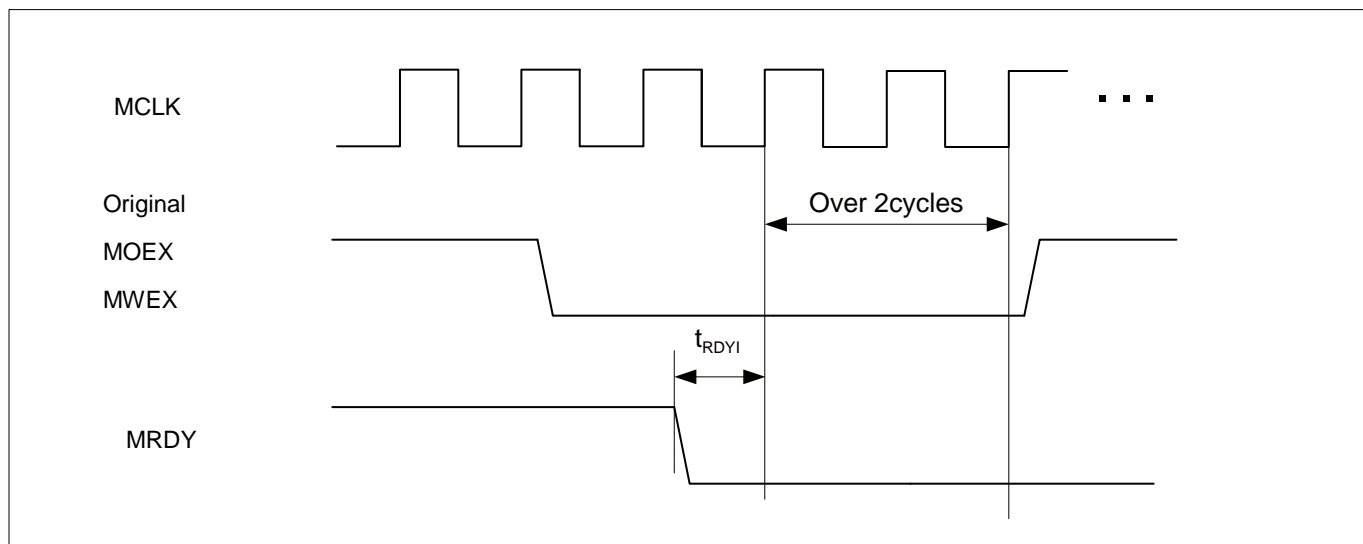 MCLK
Original
Over 2cycles
MOEX
MWEX
tRDYI
MRDY